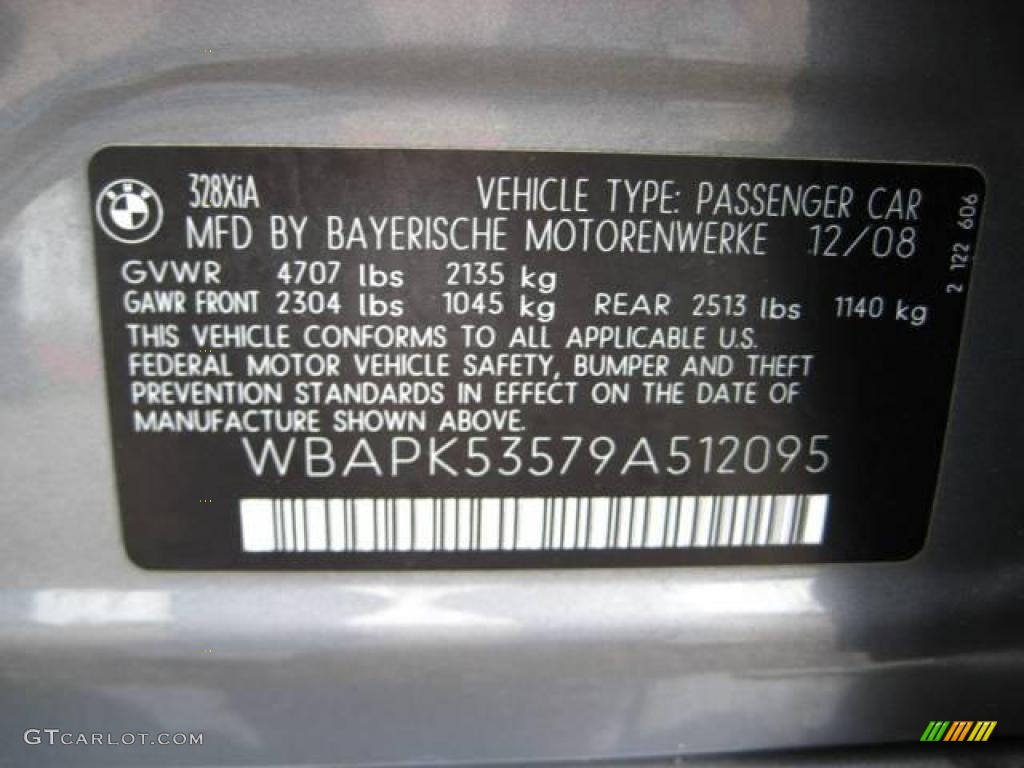 BMW
328XiA
VEHICLE TYPE: PASSENGER CAR
MFD BY BAYERISCHE MOTORENWERKE 12/08
GVWR 4707 lbs 2135 kg
GAWR FRONT 2304 lbs 1045 kg REAR 2513 lbs 1140 kg
THIS VEHICLE CONFORMS TO ALL APPLICABLE U.S.
FEDERAL MOTOR VEHICLE SAFETY, BUMPER AND THEFT
PREVENTION STANDARDS IN EFFECT ON THE DATE OF
MANUFACTURE SHOWN ABOVE.
WBAPK53579A512095
2 122 606
GTCARLOT.COM